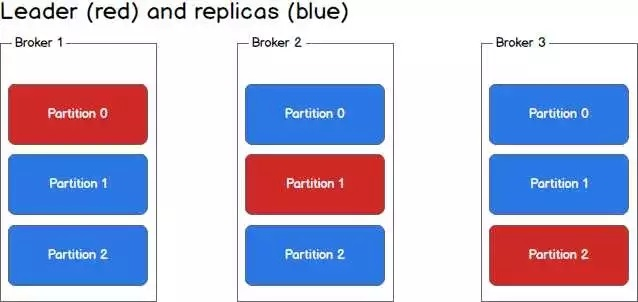 Leader (red) and replicas (blue)
Broker 1
Partition 0
Partition 1
Partition 2
Broker 2
Partition 0
Partition 1
Partition 2
Broker 3
Partition 0
Partition 1
Partition 2